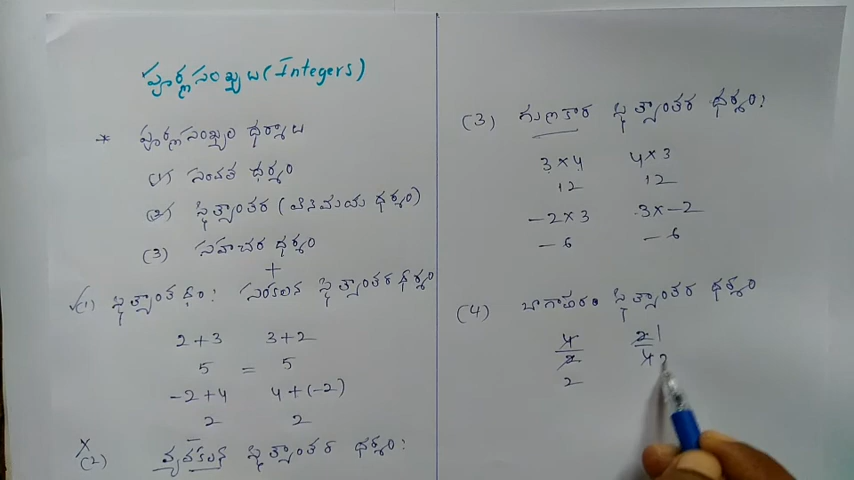 పూర్ణసంఖ్యలు (Integers)
* పూర్ణసంఖ్యల ధర్మాలు
(1) సంవృత ధర్మం
(2) స్థిత్యాంతర (వినిమయ ధర్మం)
(3) సహచర ధర్మం
+
(1) స్థిత్యాంత ధర్మం: సంకలన స్థిత్యాంతర ధర్మం
2 + 3 3 + 2
5 = 5
-2 + 4 4 + (-2)
2 2
X (2) వ్యవకలన స్థిత్యాంతర ధర్మం:
(3) గుణకార స్థిత్యాంతర ధర్మం:
3 × 4 4 × 3
12 12
-2 × 3 3 × -2
-6 -6
(4) బాగాహారం స్థిత్యాంతర ధర్మం
4 2 1
2 4 2
2